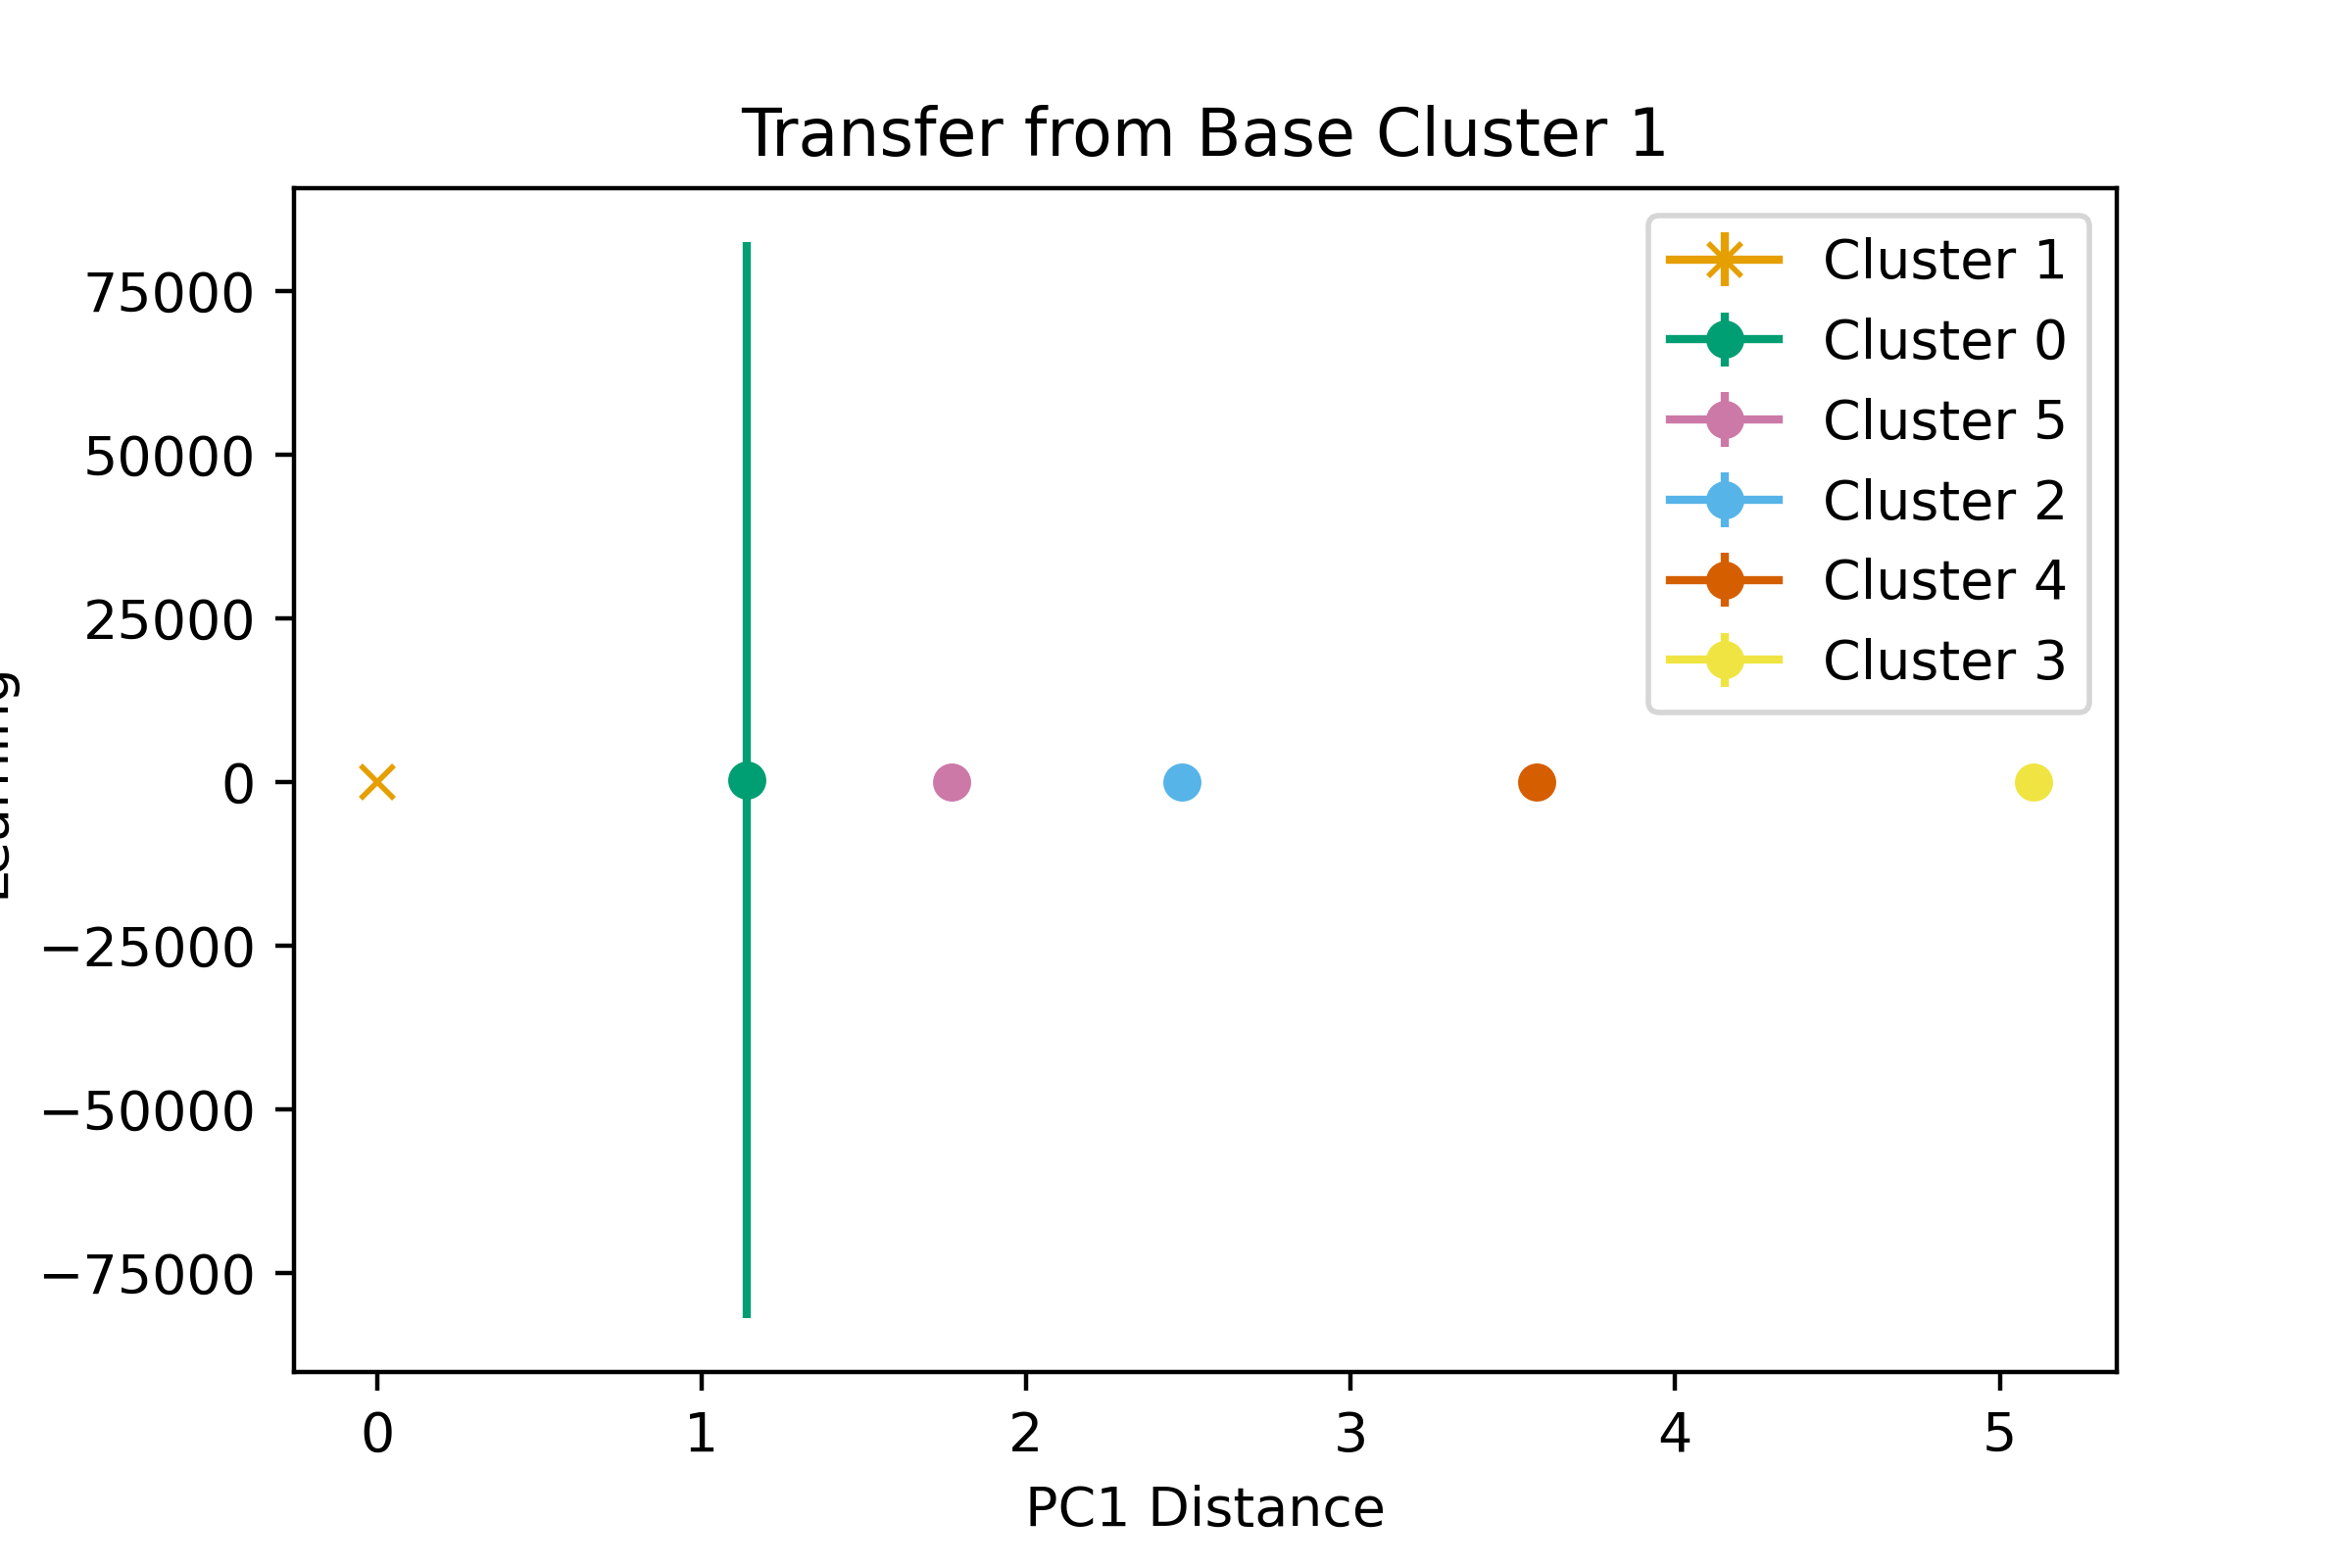 Transfer from Base Cluster 1
75000
50000
25000
0
−25000
−50000
−75000
Cluster 1
Cluster 0
Cluster 5
Cluster 2
Cluster 4
Cluster 3
0 1 2 3 4 5
PC1 Distance